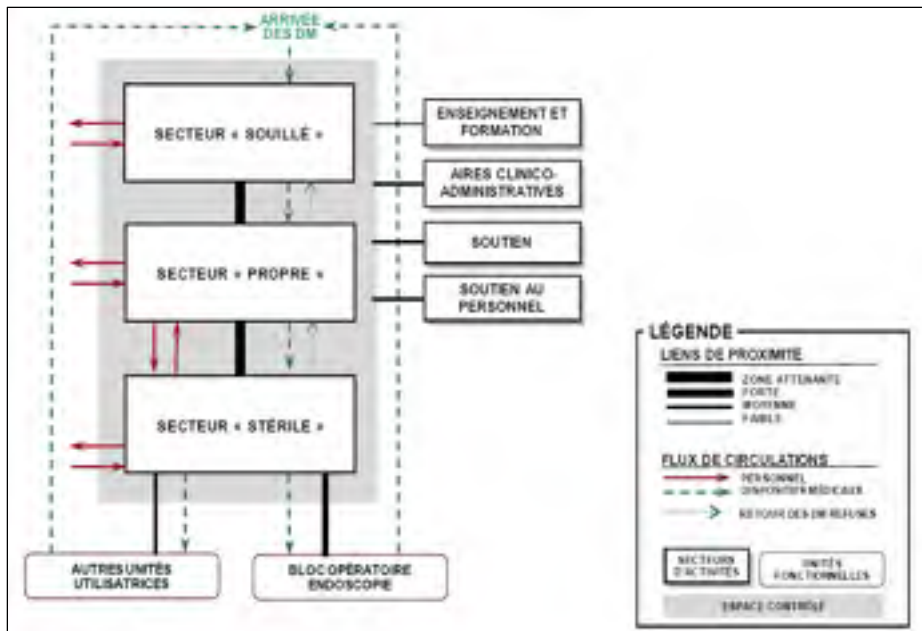 ARRIVÉE
DES DM
SECTEUR « SOUILLÉ »
SECTEUR « PROPRE »
SECTEUR « STÉRILE »
ENSEIGNEMENT ET
FORMATION
AIRES CLINICO-
ADMINISTRATIVES
SOUTIEN
SOUTIEN AU
PERSONNEL
AUTRES UNITÉS
UTILISATRICES
BLOC OPÉRATOIRE
ENDOSCOPIE
LÉGENDE
LIENS DE PROXIMITÉ
ZONE ATTENANTE
FORTE
MOYENNE
FAIBLE
FLUX DE CIRCULATIONS
PERSONNEL
DISPOSITIFS MÉDICAUX
RETOUR DES DM REFUSÉS
SECTEURS
D'ACTIVITÉS
UNITÉS
FONCTIONNELLES
ESPACE CONTRÔLÉ